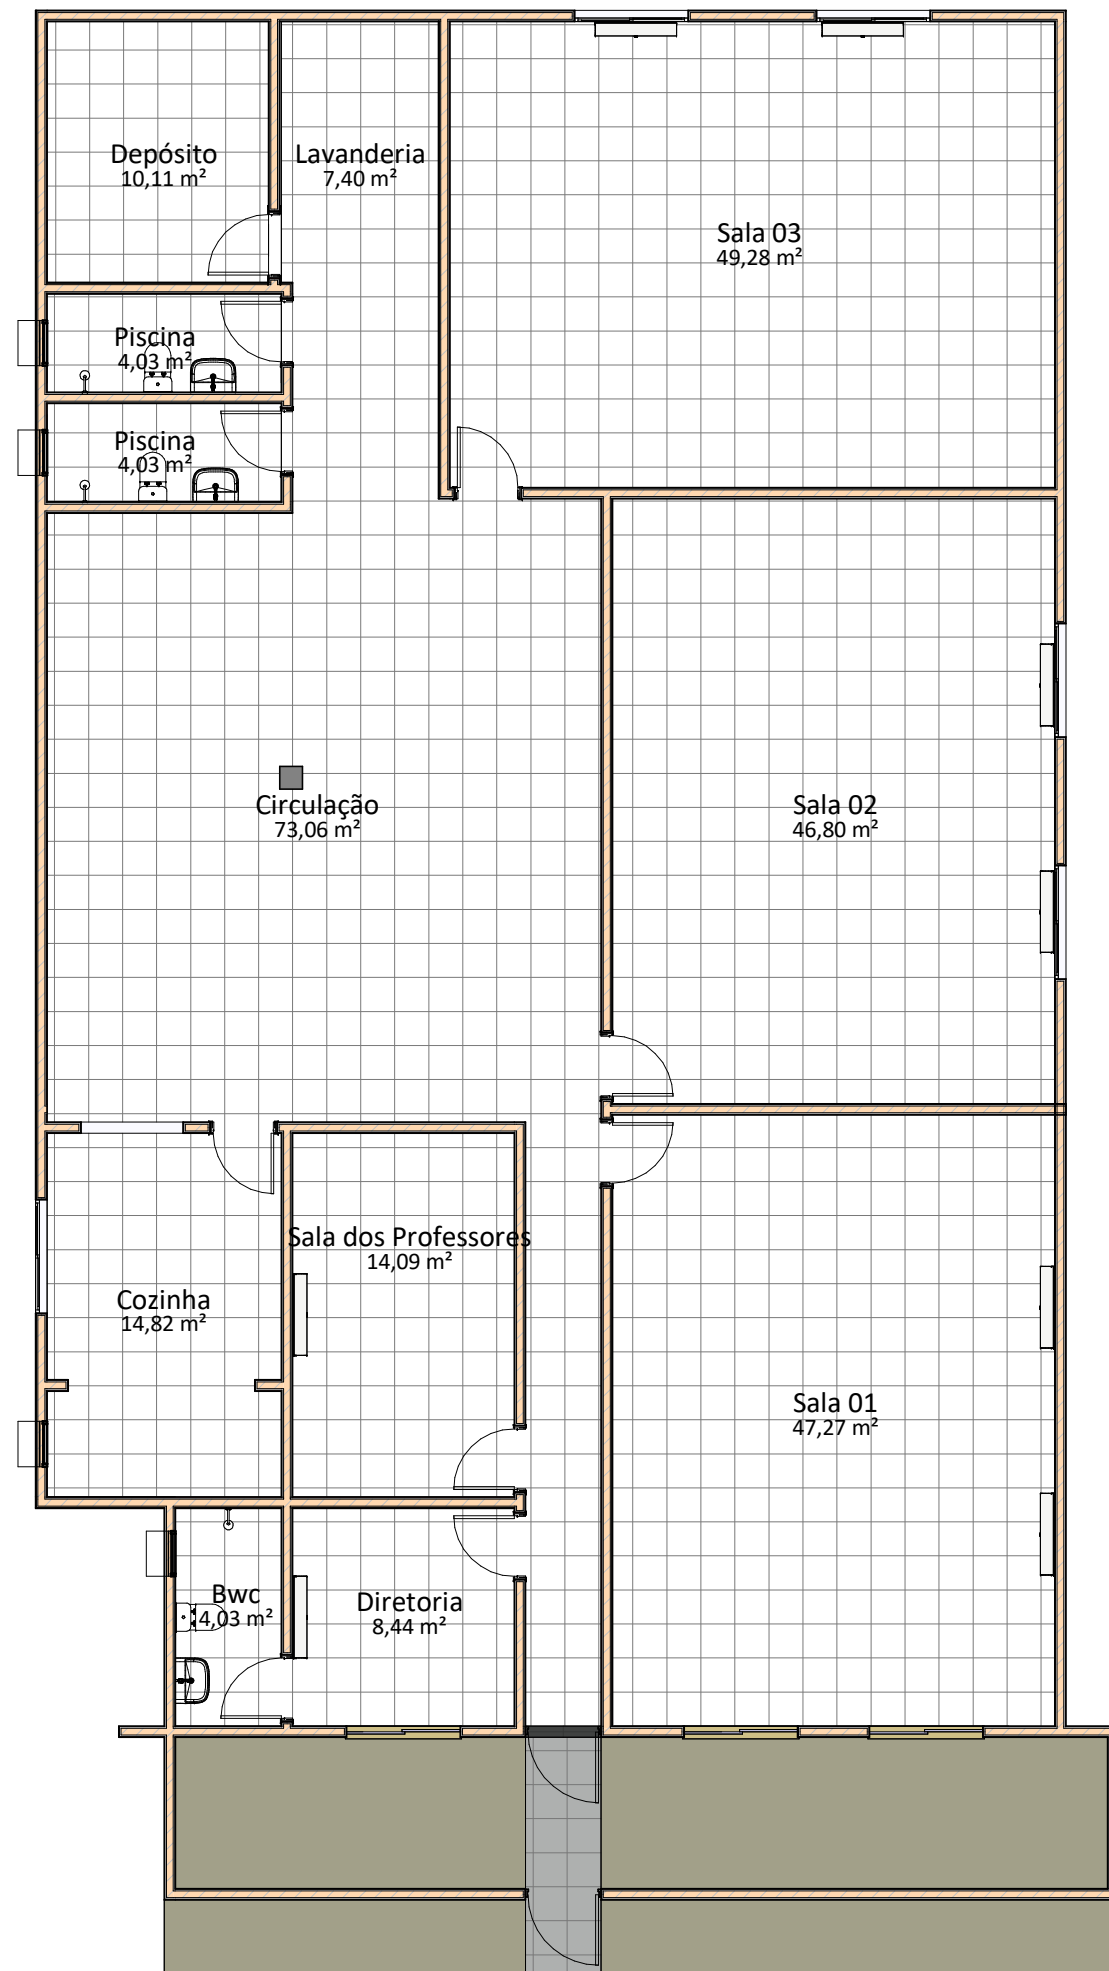 Depósito
10,11 m²
Lavanderia
7,40 m²
Sala 03
49,28 m²
Piscina
4,03 m²
Piscina
4,03 m²
Circulação
73,06 m²
Sala 02
46,80 m²
Sala dos Professores
14,09 m²
Cozinha
14,82 m²
Sala 01
47,27 m²
Bwc
4,03 m²
Diretoria
8,44 m²